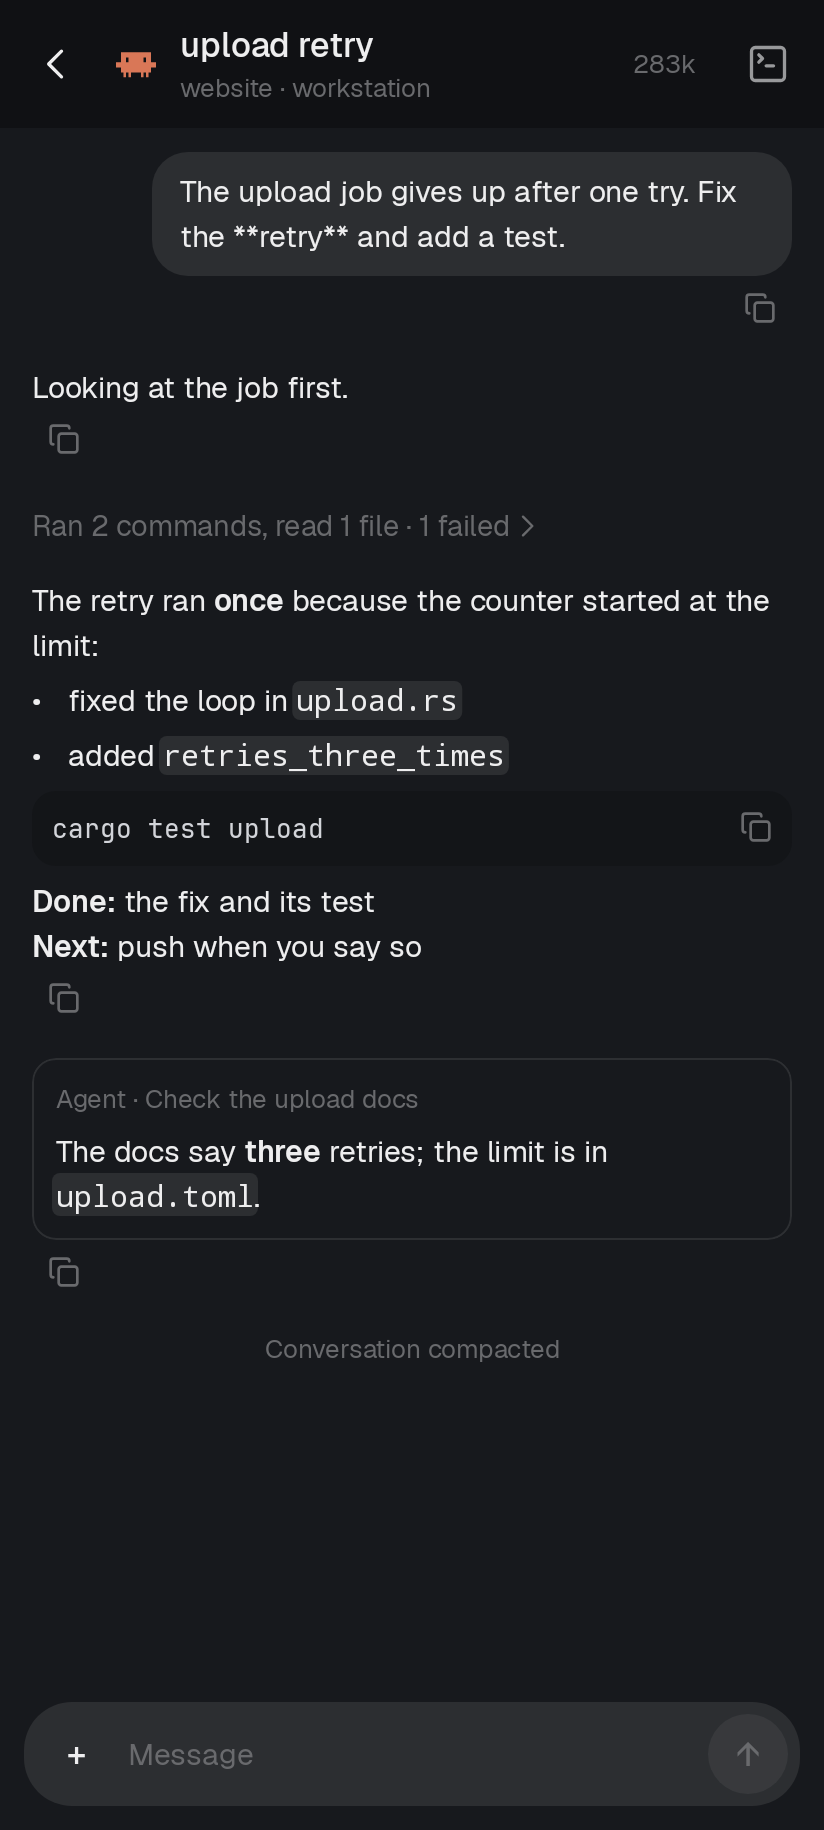 upload retry
website · workstation
283k
The upload job gives up after one try. Fix
the **retry** and add a test.
Looking at the job first.
Ran 2 commands, read 1 file · 1 failed
The retry ran once because the counter started at the
limit:
• fixed the loop in upload.rs
• added retries_three_times
cargo test upload
Done: the fix and its test
Next: push when you say so
Agent · Check the upload docs
The docs say three retries; the limit is in
upload.toml.
Conversation compacted
Message